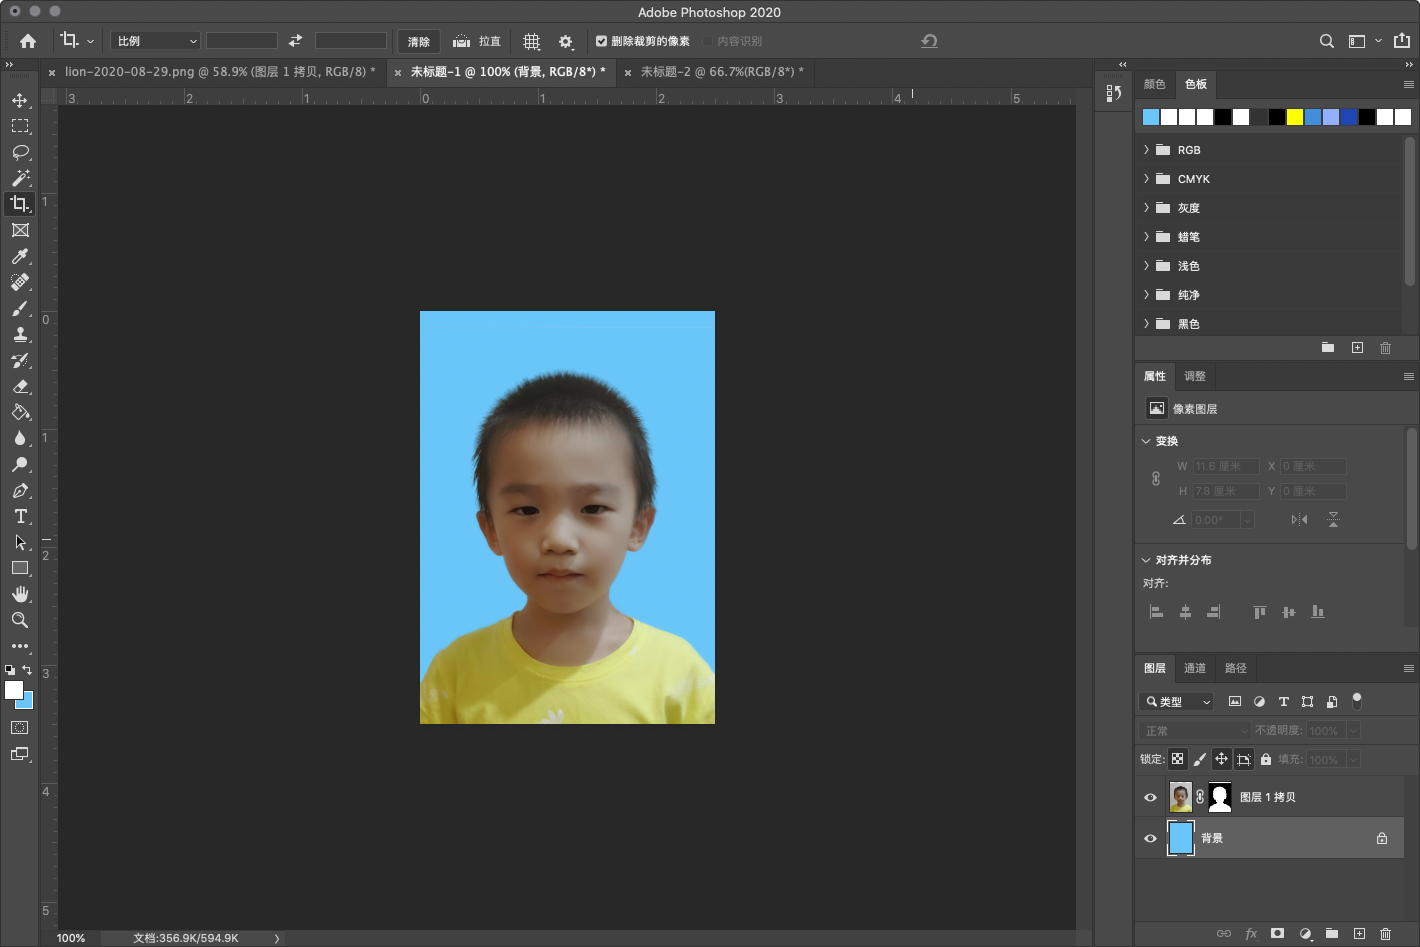 Adobe Photoshop 2020
比例
清除
拉直
删除裁剪的像素
内容识别
lion-2020-08-29.png @ 58.9% (图层 1 拷贝, RGB/8) *
未标题-1 @ 100% (背景, RGB/8*) *
未标题-2 @ 66.7%(RGB/8*) *
3 2 1 0 1 2 3 4 5
1
0
1
2
3
4
5
颜色
色板
RGB
CMYK
灰度
蜡笔
浅色
纯净
黑色
属性
调整
像素图层
变换
W 11.6 厘米 X 0 厘米
H 7.8 厘米 Y 0 厘米
0.00°
对齐并分布
对齐:
图层
通道
路径
类型
正常
不透明度: 100%
锁定:
填充: 100%
图层 1 拷贝
背景
fx
100%
文档:356.9K/594.9K